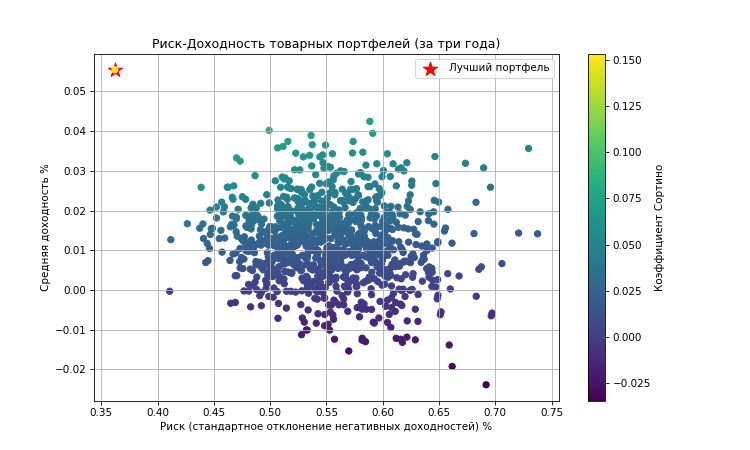 Риск-Доходность товарных портфелей (за три года)
Лучший портфель
Средняя доходность %
0.05
0.04
0.03
0.02
0.01
0.00
−0.01
−0.02
0.35 0.40 0.45 0.50 0.55 0.60 0.65 0.70 0.75
Риск (стандартное отклонение негативных доходностей) %
0.150
0.125
0.100
0.075
0.050
0.025
0.000
−0.025
Коэффициент Сортино